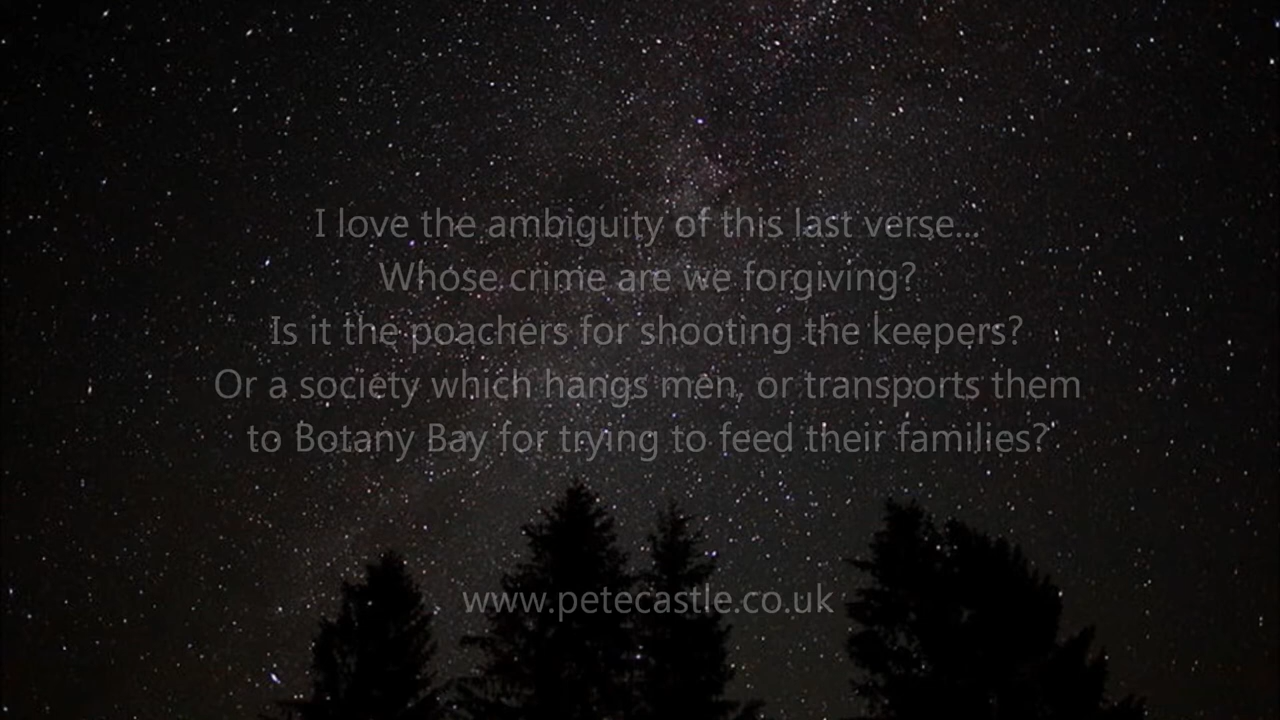 I love the ambiguity of this last verse...
Whose crime are we forgiving?
Is it the poachers for shooting the keepers?
Or a society which hangs men, or transports them
to Botany Bay for trying to feed their families?
www.petecastle.co.uk